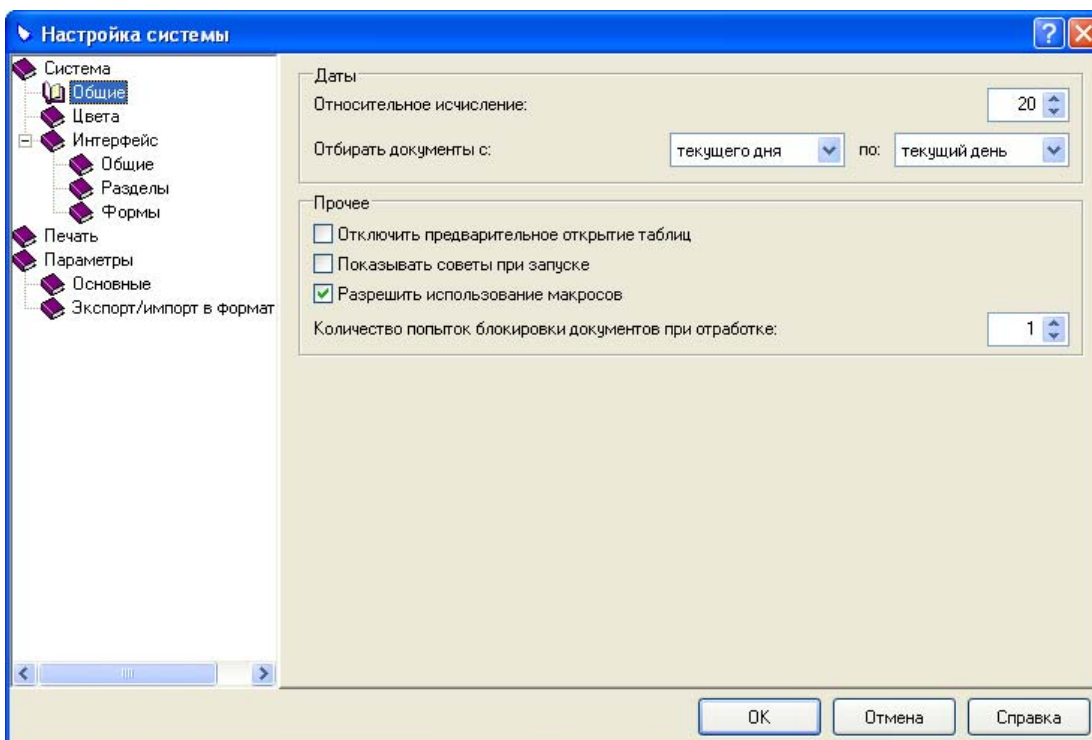 Настройка системы
Система
Общие
Цвета
Интерфейс
Общие
Разделы
Формы
Печать
Параметры
Основные
Экспорт/импорт в формат
Даты
Относительное исчисление: 20
Отбирать документы с: текущего дня по: текущий день
Прочее
Отключить предварительное открытие таблиц
Показывать советы при запуске
Разрешить использование макросов
Количество попыток блокировки документов при отработке: 1
OK Отмена Справка